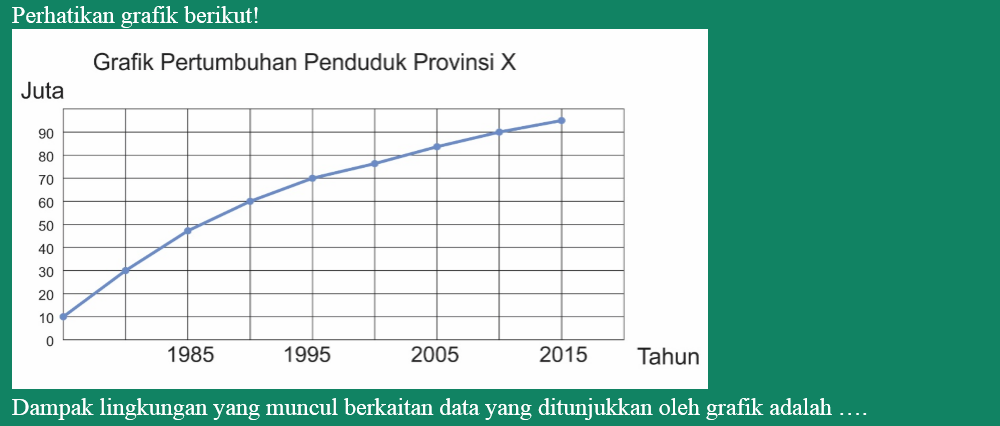 Perhatikan grafik berikut!
Grafik Pertumbuhan Penduduk Provinsi X
Juta
90
80
70
60
50
40
30
20
10
0
1985 1995 2005 2015 Tahun
Dampak lingkungan yang muncul berkaitan data yang ditunjukkan oleh grafik adalah ….